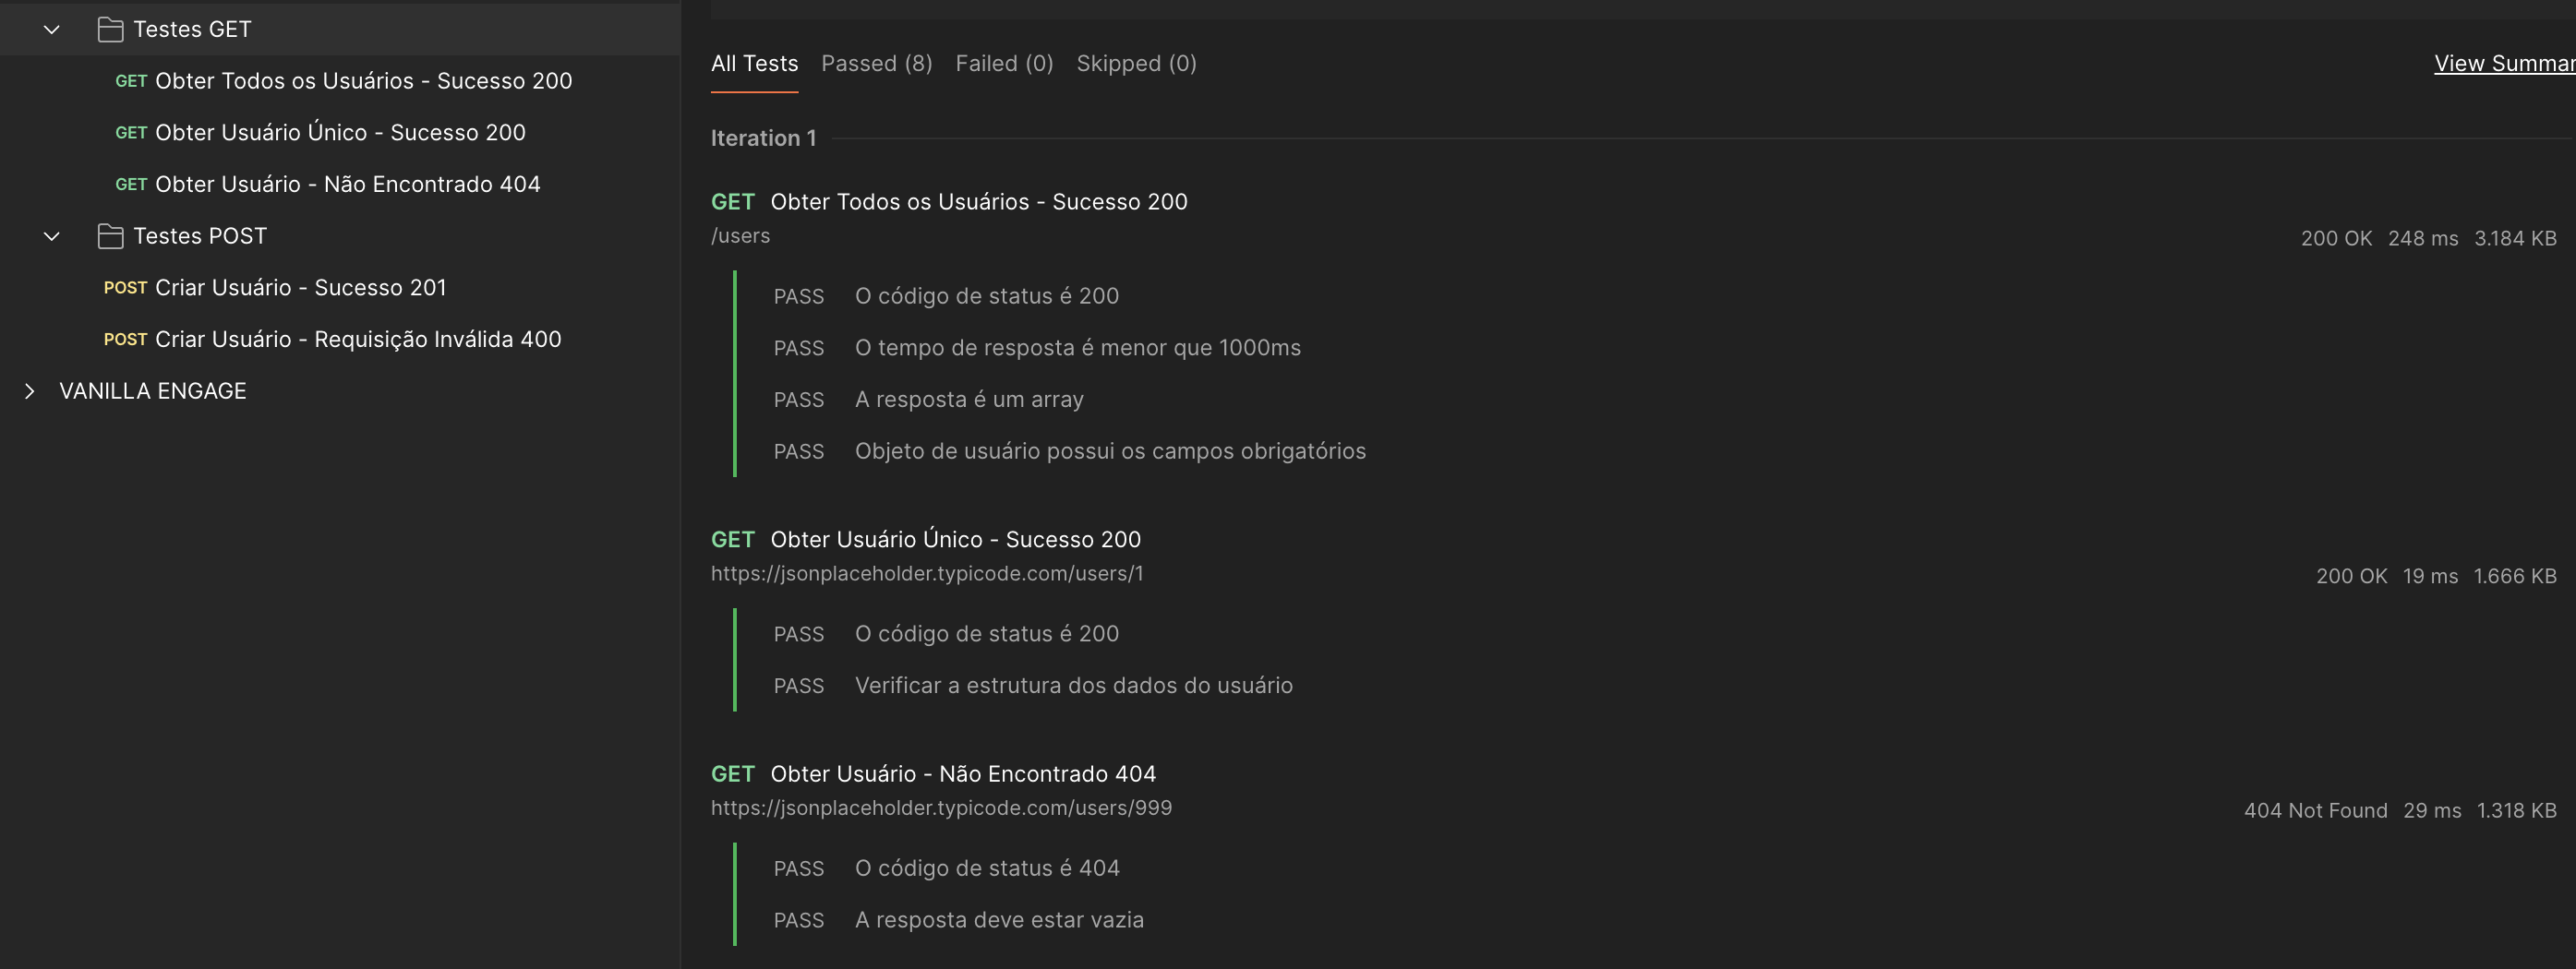 Testes GET
GET Obter Todos os Usuários - Sucesso 200
GET Obter Usuário Único - Sucesso 200
GET Obter Usuário - Não Encontrado 404
Testes POST
POST Criar Usuário - Sucesso 201
POST Criar Usuário - Requisição Inválida 400
VANILLA ENGAGE
All Tests Passed (8) Failed (0) Skipped (0) View Summar
Iteration 1
GET Obter Todos os Usuários - Sucesso 200
/users 200 OK 248 ms 3.184 KB
PASS O código de status é 200
PASS O tempo de resposta é menor que 1000ms
PASS A resposta é um array
PASS Objeto de usuário possui os campos obrigatórios
GET Obter Usuário Único - Sucesso 200
https://jsonplaceholder.typicode.com/users/1 200 OK 19 ms 1.666 KB
PASS O código de status é 200
PASS Verificar a estrutura dos dados do usuário
GET Obter Usuário - Não Encontrado 404
https://jsonplaceholder.typicode.com/users/999 404 Not Found 29 ms 1.318 KB
PASS O código de status é 404
PASS A resposta deve estar vazia